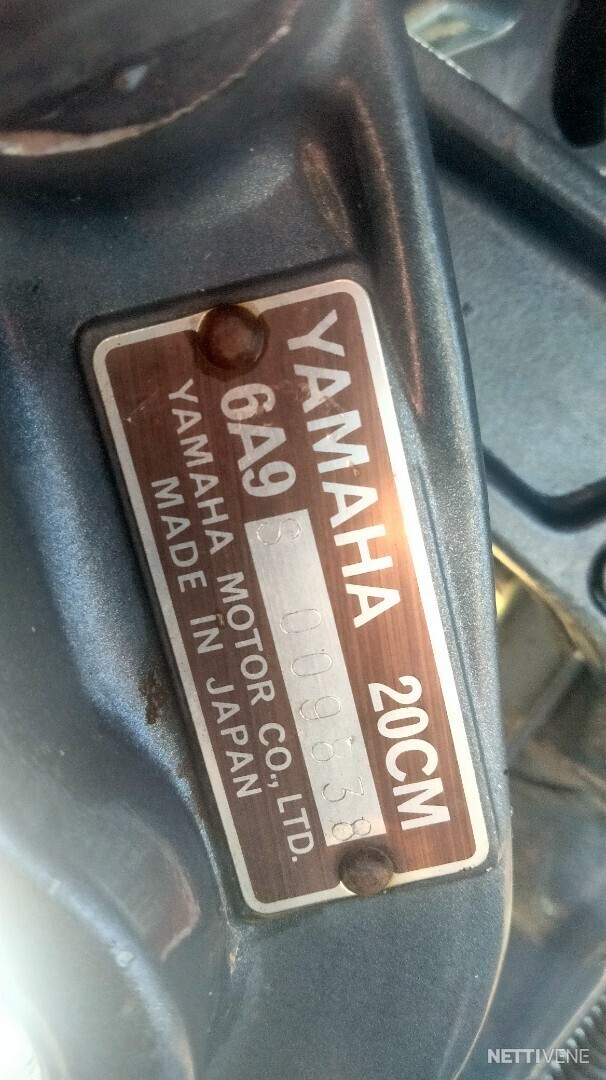 YAMAHA 20CM
6A9 S 009638
YAMAHA MOTOR CO., LTD.
MADE IN JAPAN
NETTIVENE